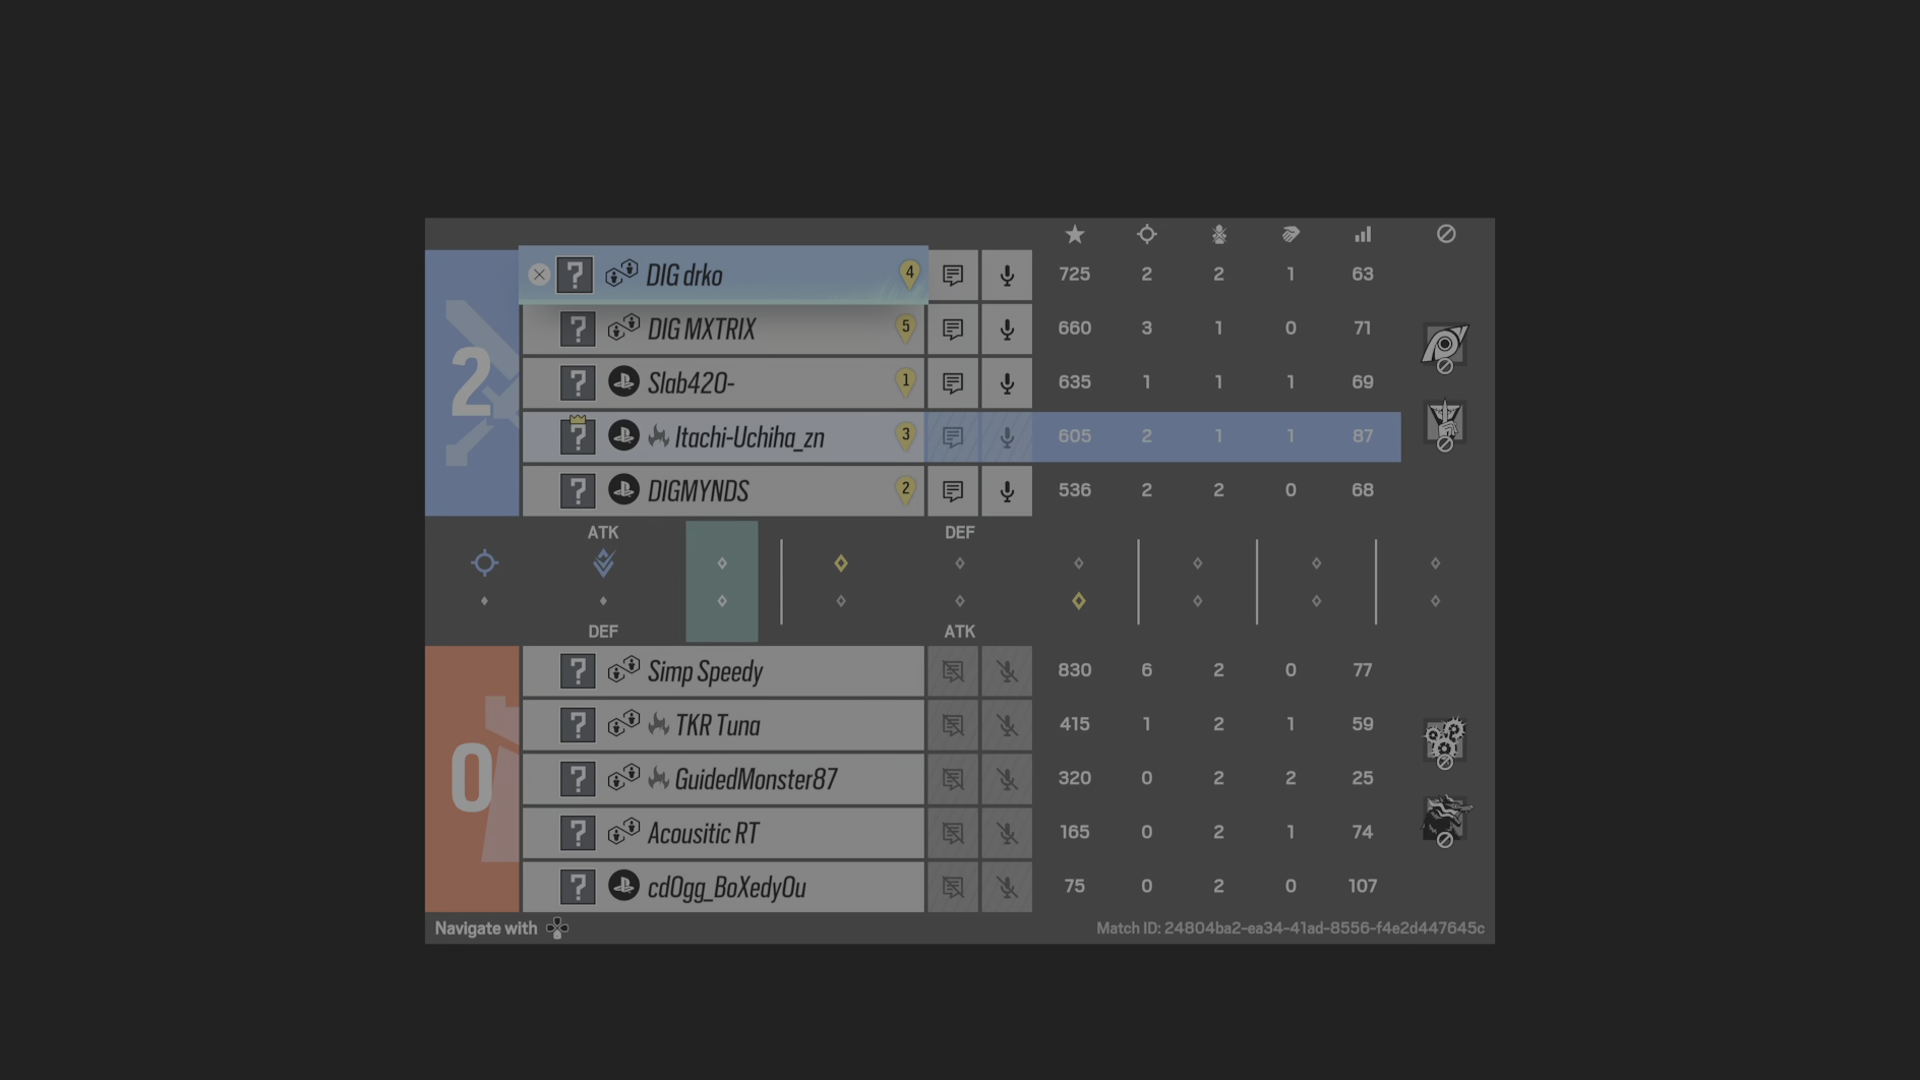 DIG drko 4 725 2 2 1 63
DIG MXTRIX 5 660 3 1 0 71
2
Slab420- 1 635 1 1 1 69
Itachi-Uchiha_zn 3 605 2 1 1 87
DIGMYNDS 2 536 2 2 0 68
ATK DEF
DEF ATK
Simp Speedy 830 6 2 0 77
TKR Tuna 415 1 2 1 59
0
GuidedMonster87 320 0 2 2 25
Acousitic RT 165 0 2 1 74
cdOgg_BoXedyOu 75 0 2 0 107
Navigate with Match ID: 24804ba2-ea34-41ad-8556-f4e2d447645c